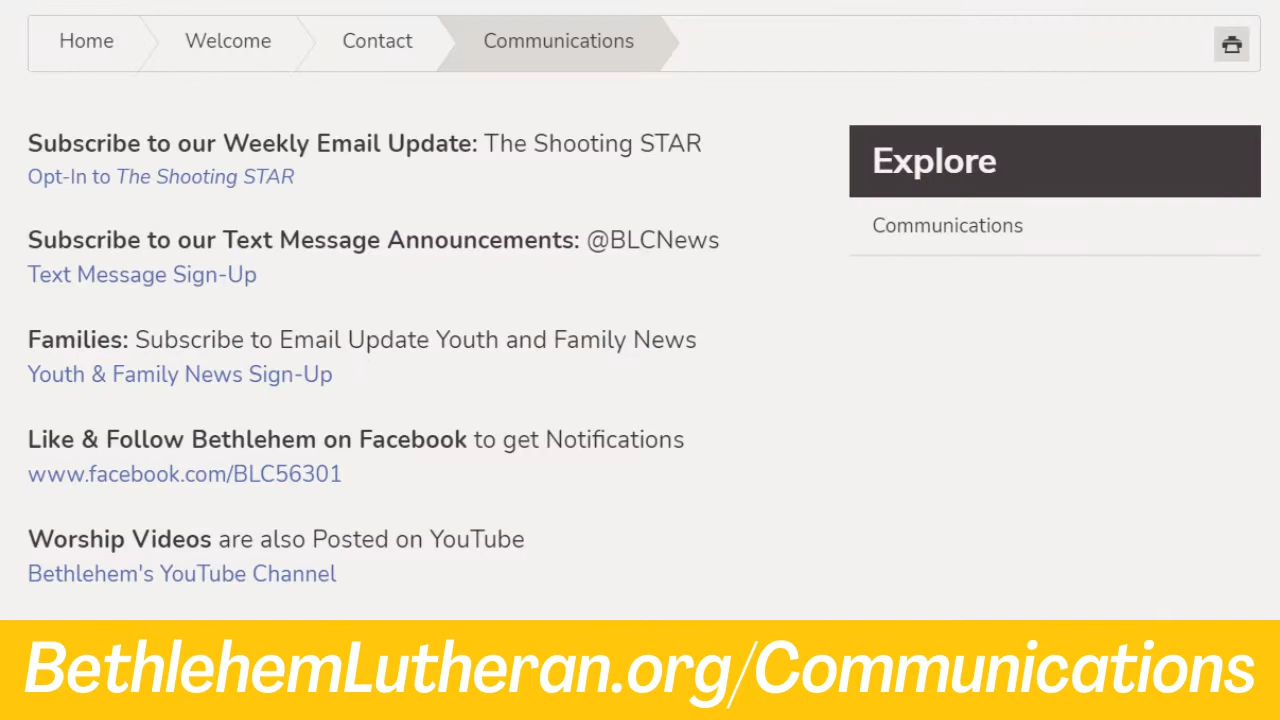 Home Welcome Contact Communications
Subscribe to our Weekly Email Update: The Shooting STAR
Opt-In to The Shooting STAR
Subscribe to our Text Message Announcements: @BLCNews
Text Message Sign-Up
Families: Subscribe to Email Update Youth and Family News
Youth & Family News Sign-Up
Like & Follow Bethlehem on Facebook to get Notifications
www.facebook.com/BLC56301
Worship Videos are also Posted on YouTube
Bethlehem's YouTube Channel
Explore
Communications
BethlehemLutheran.org/Communications